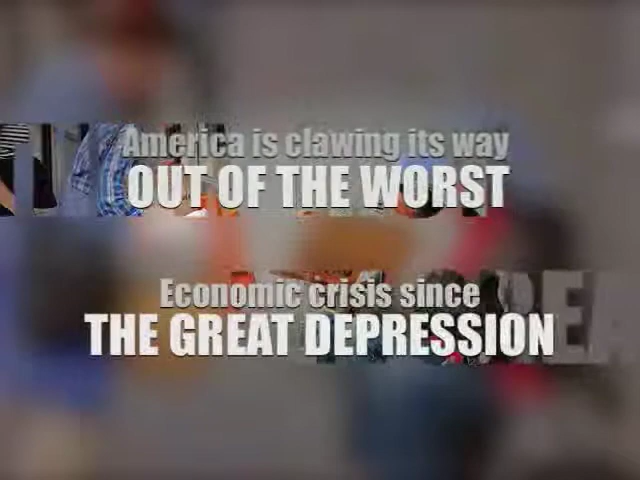 America is clawing its way
OUT OF THE WORST
Economic crisis since
THE GREAT DEPRESSION